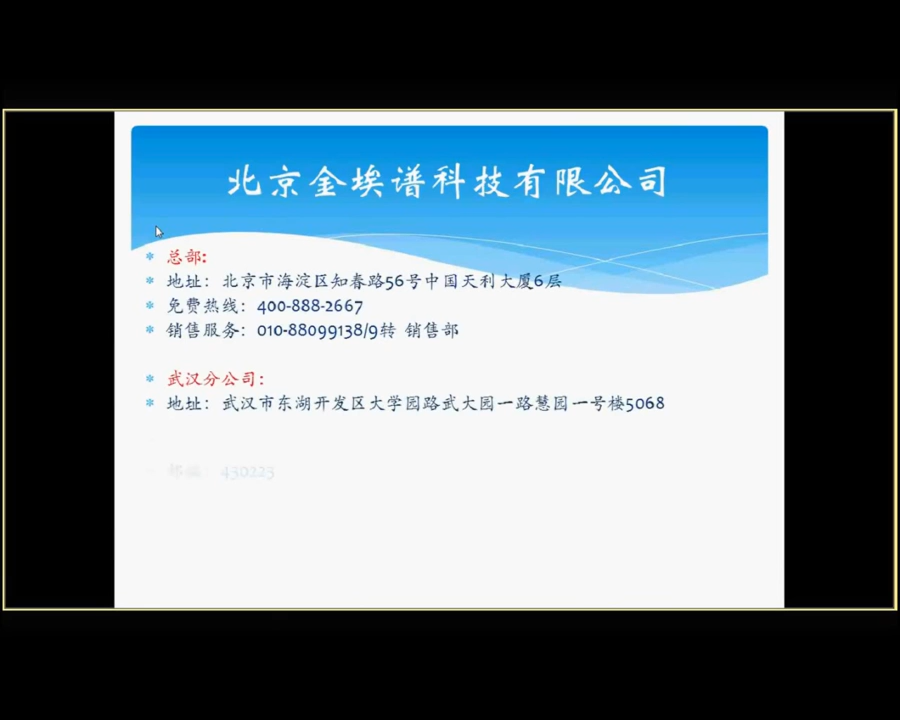 北京金埃谱科技有限公司
总部:
地址：北京市海淀区知春路56号中国天利大厦6层
免费热线：400-888-2667
销售服务：010-88099138/9转 销售部
武汉分公司：
地址：武汉市东湖开发区大学园路武大园一路慧园一号楼5068
邮编：430223